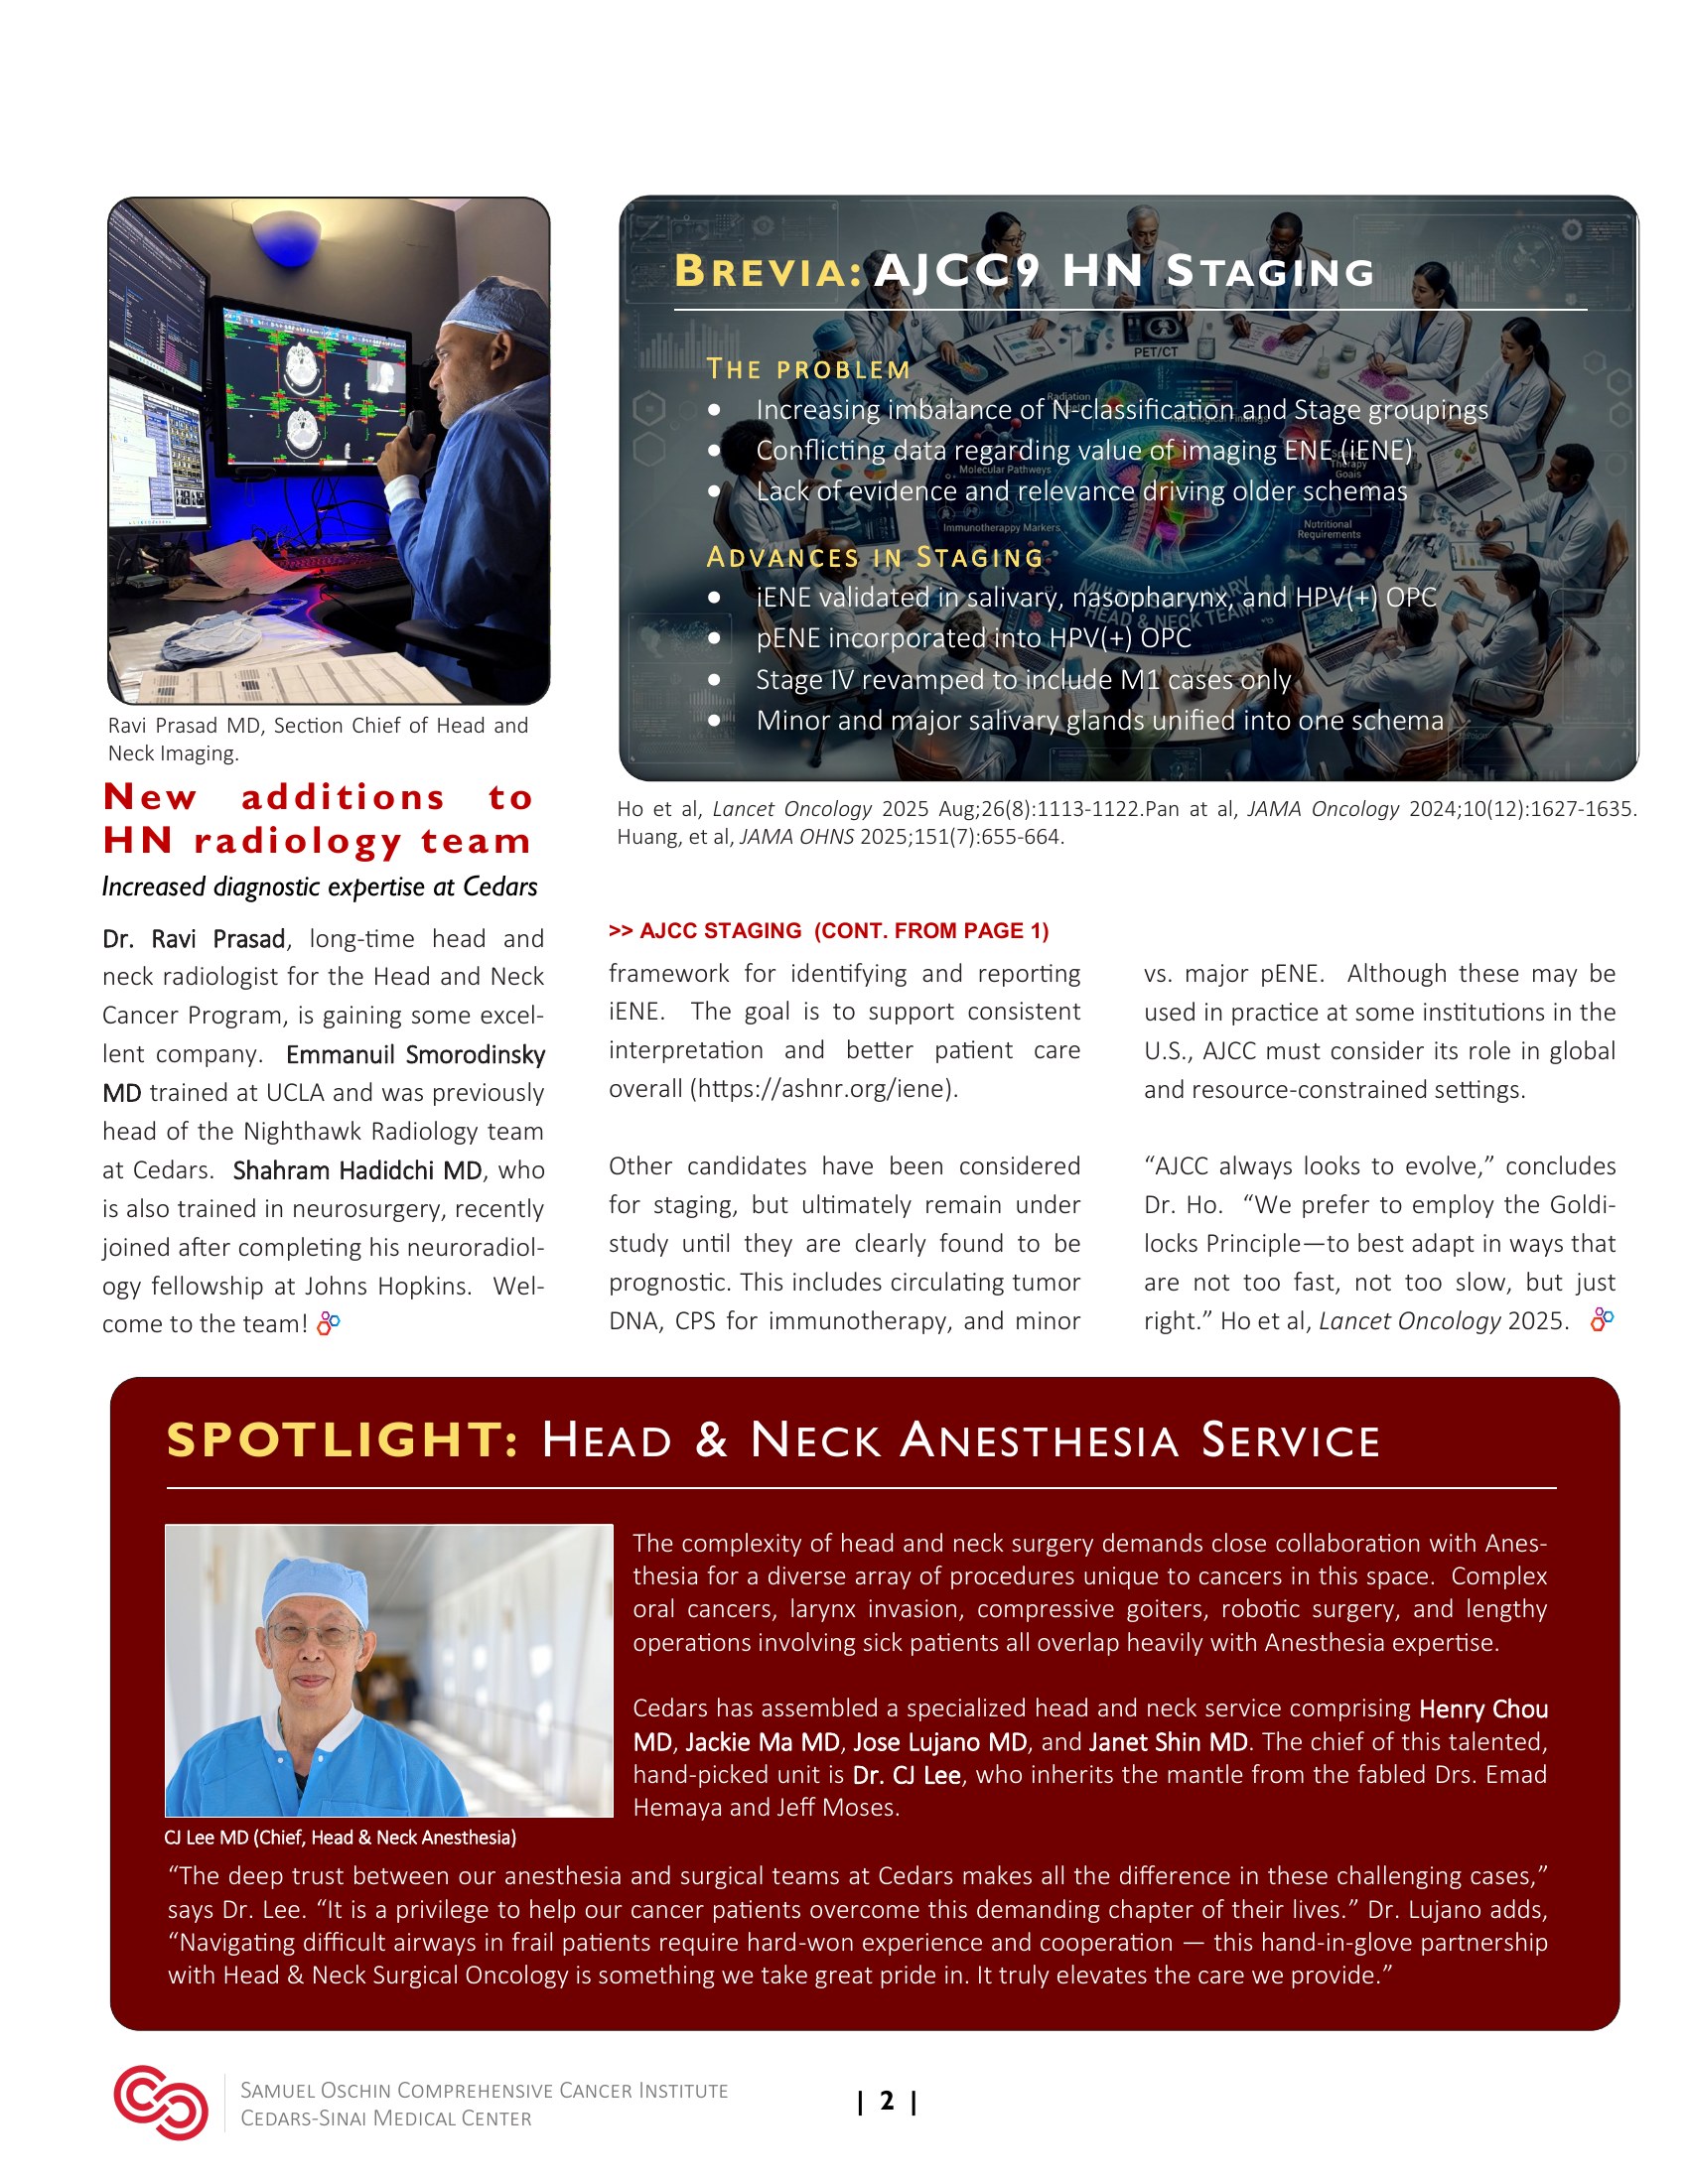 Ravi Prasad MD, Section Chief of Head and
Neck Imaging.
New additions to
HN radiology team
Increased diagnostic expertise at Cedars
Dr. Ravi Prasad, long-time head and
neck radiologist for the Head and Neck
Cancer Program, is gaining some excel-
lent company. Emmanuil Smorodinsky
MD trained at UCLA and was previously
head of the Nighthawk Radiology team
at Cedars. Shahram Hadidchi MD, who
is also trained in neurosurgery, recently
joined after completing his neuroradiol-
ogy fellowship at Johns Hopkins. Wel-
come to the team!
BREVIA: AJCC9 HN STAGING
PET/CT
THE PROBLEM
• Increasing imbalance of N-classification and Stage groupings
• Conflicting data regarding value of imaging ENE (iENE)
• Lack of evidence and relevance driving older schemas
Radiation
Molecular Pathways
Therapy
Goals
Immunotherappy Markers
Nutritional
Requirements
ADVANCES IN STAGING
• iENE validated in salivary, nasopharynx, and HPV(+) OPC
• pENE incorporated into HPV(+) OPC
• Stage IV revamped to include M1 cases only
• Minor and major salivary glands unified into one schema
HEAD & NECK TEAM
Ho et al, Lancet Oncology 2025 Aug;26(8):1113-1122.Pan at al, JAMA Oncology 2024;10(12):1627-1635.
Huang, et al, JAMA OHNS 2025;151(7):655-664.
>> AJCC STAGING (CONT. FROM PAGE 1)
framework for identifying and reporting
iENE. The goal is to support consistent
interpretation and better patient care
overall (https://ashnr.org/iene).
Other candidates have been considered
for staging, but ultimately remain under
study until they are clearly found to be
prognostic. This includes circulating tumor
DNA, CPS for immunotherapy, and minor
vs. major pENE. Although these may be
used in practice at some institutions in the
U.S., AJCC must consider its role in global
and resource-constrained settings.
“AJCC always looks to evolve,” concludes
Dr. Ho. “We prefer to employ the Goldi-
locks Principle—to best adapt in ways that
are not too fast, not too slow, but just
right.” Ho et al, Lancet Oncology 2025.
SPOTLIGHT: HEAD & NECK ANESTHESIA SERVICE
The complexity of head and neck surgery demands close collaboration with Anes-
thesia for a diverse array of procedures unique to cancers in this space. Complex
oral cancers, larynx invasion, compressive goiters, robotic surgery, and lengthy
operations involving sick patients all overlap heavily with Anesthesia expertise.
Cedars has assembled a specialized head and neck service comprising Henry Chou
MD, Jackie Ma MD, Jose Lujano MD, and Janet Shin MD. The chief of this talented,
hand-picked unit is Dr. CJ Lee, who inherits the mantle from the fabled Drs. Emad
Hemaya and Jeff Moses.
CJ Lee MD (Chief, Head & Neck Anesthesia)
“The deep trust between our anesthesia and surgical teams at Cedars makes all the difference in these challenging cases,”
says Dr. Lee. “It is a privilege to help our cancer patients overcome this demanding chapter of their lives.” Dr. Lujano adds,
“Navigating difficult airways in frail patients require hard-won experience and cooperation — this hand-in-glove partnership
with Head & Neck Surgical Oncology is something we take great pride in. It truly elevates the care we provide.”
SAMUEL OSCHIN COMPREHENSIVE CANCER INSTITUTE
CEDARS-SINAI MEDICAL CENTER
| 2 |